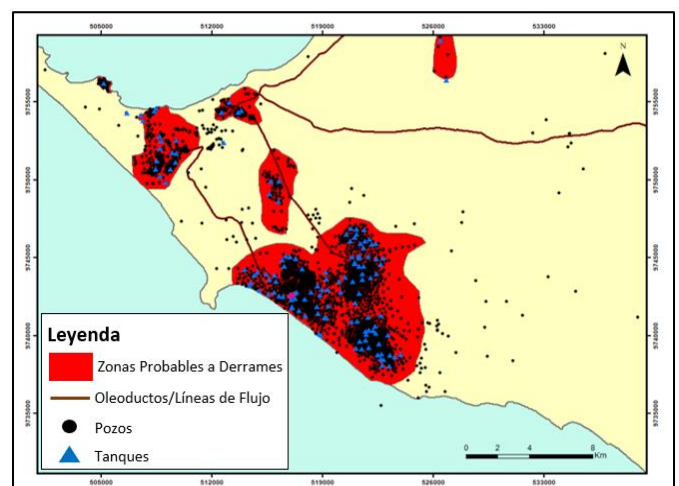 505000 512000 519000 526000 533000
N
9755000
9755000
9750000
9750000
9745000
9745000
9740000
9740000
9735000
9735000
Leyenda
Zonas Probables a Derrames
Oleoductos/Líneas de Flujo
Pozos
Tanques
0 2 4 8
Km
505000 512000 519000 526000 533000